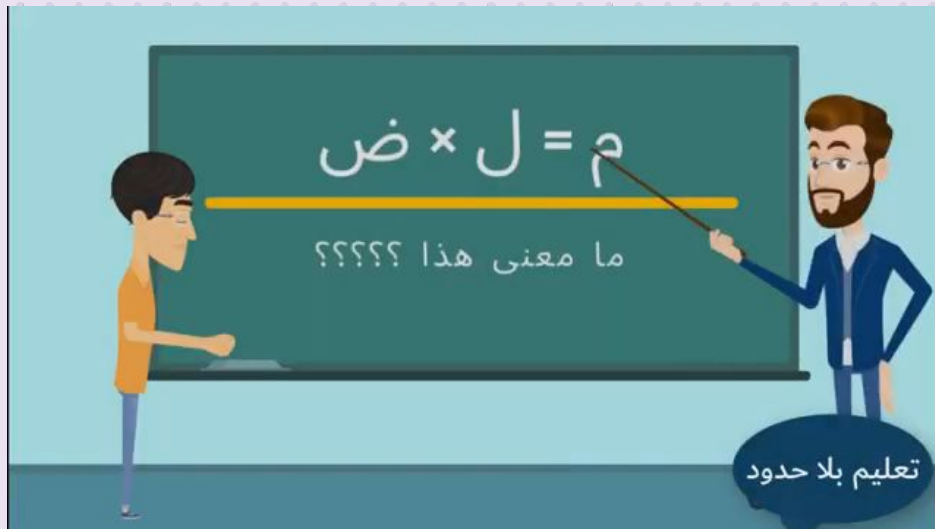 م = ل × ض
ما معنى هذا ؟؟؟؟؟
تعليم بلا حدود